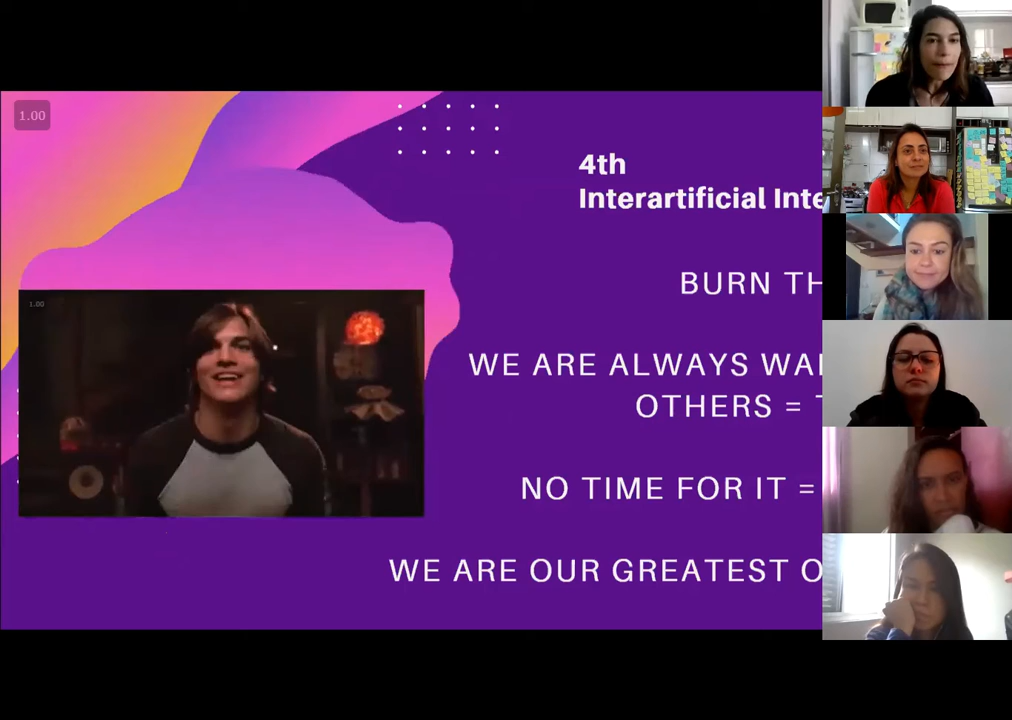 1.00
4th
Interartificial Inte
BURN TH
1.00
WE ARE ALWAYS WA
OTHERS =
NO TIME FOR IT =
WE ARE OUR GREATEST O